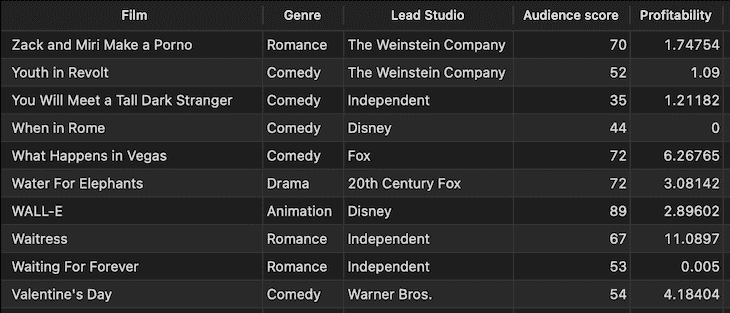 Film Genre Lead Studio Audience score Profitability
Zack and Miri Make a Porno Romance The Weinstein Company 70 1.74754
Youth in Revolt Comedy The Weinstein Company 52 1.09
You Will Meet a Tall Dark Stranger Comedy Independent 35 1.21182
When in Rome Comedy Disney 44 0
What Happens in Vegas Comedy Fox 72 6.26765
Water For Elephants Drama 20th Century Fox 72 3.08142
WALL-E Animation Disney 89 2.89602
Waitress Romance Independent 67 11.0897
Waiting For Forever Romance Independent 53 0.005
Valentine's Day Comedy Warner Bros. 54 4.18404